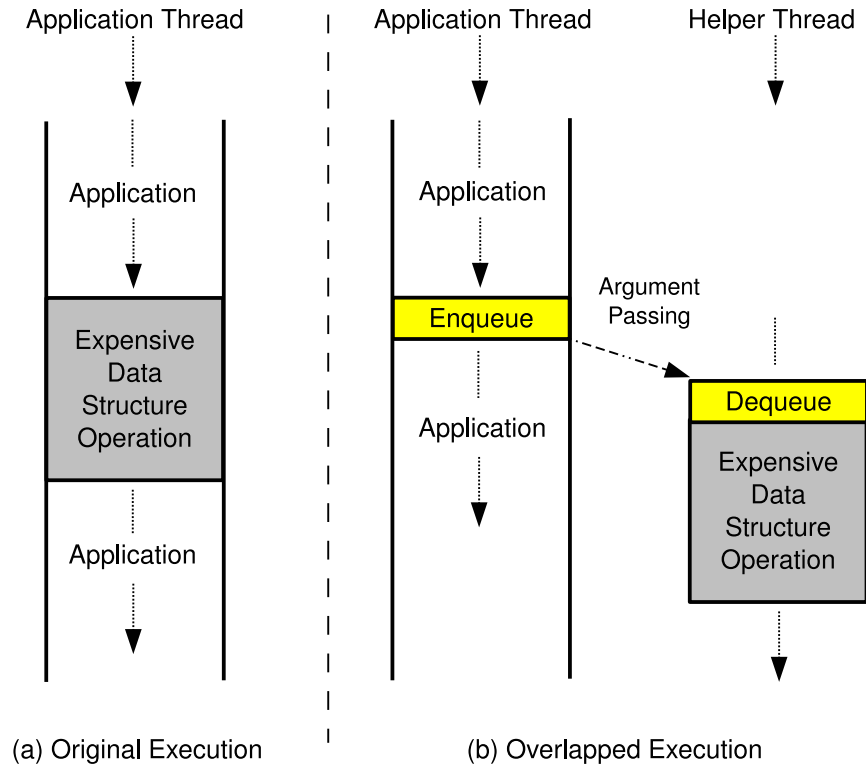 Application Thread
Application
Expensive
Data
Structure
Operation
Application
(a) Original Execution
Application Thread
Helper Thread
Application
Enqueue
Argument
Passing
Application
Dequeue
Expensive
Data
Structure
Operation
(b) Overlapped Execution